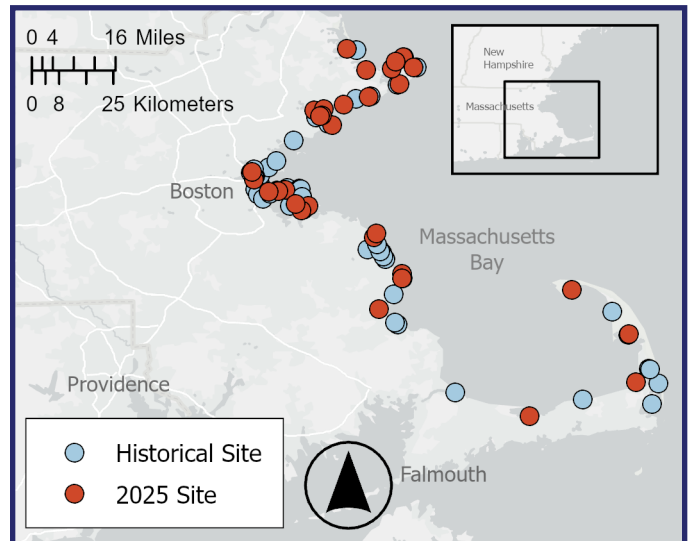 0 4 16 Miles
0 8 25 Kilometers
New
Hampshire
Massachusetts
Boston
Massachusetts
Bay
Providence
Falmouth
Historical Site
2025 Site